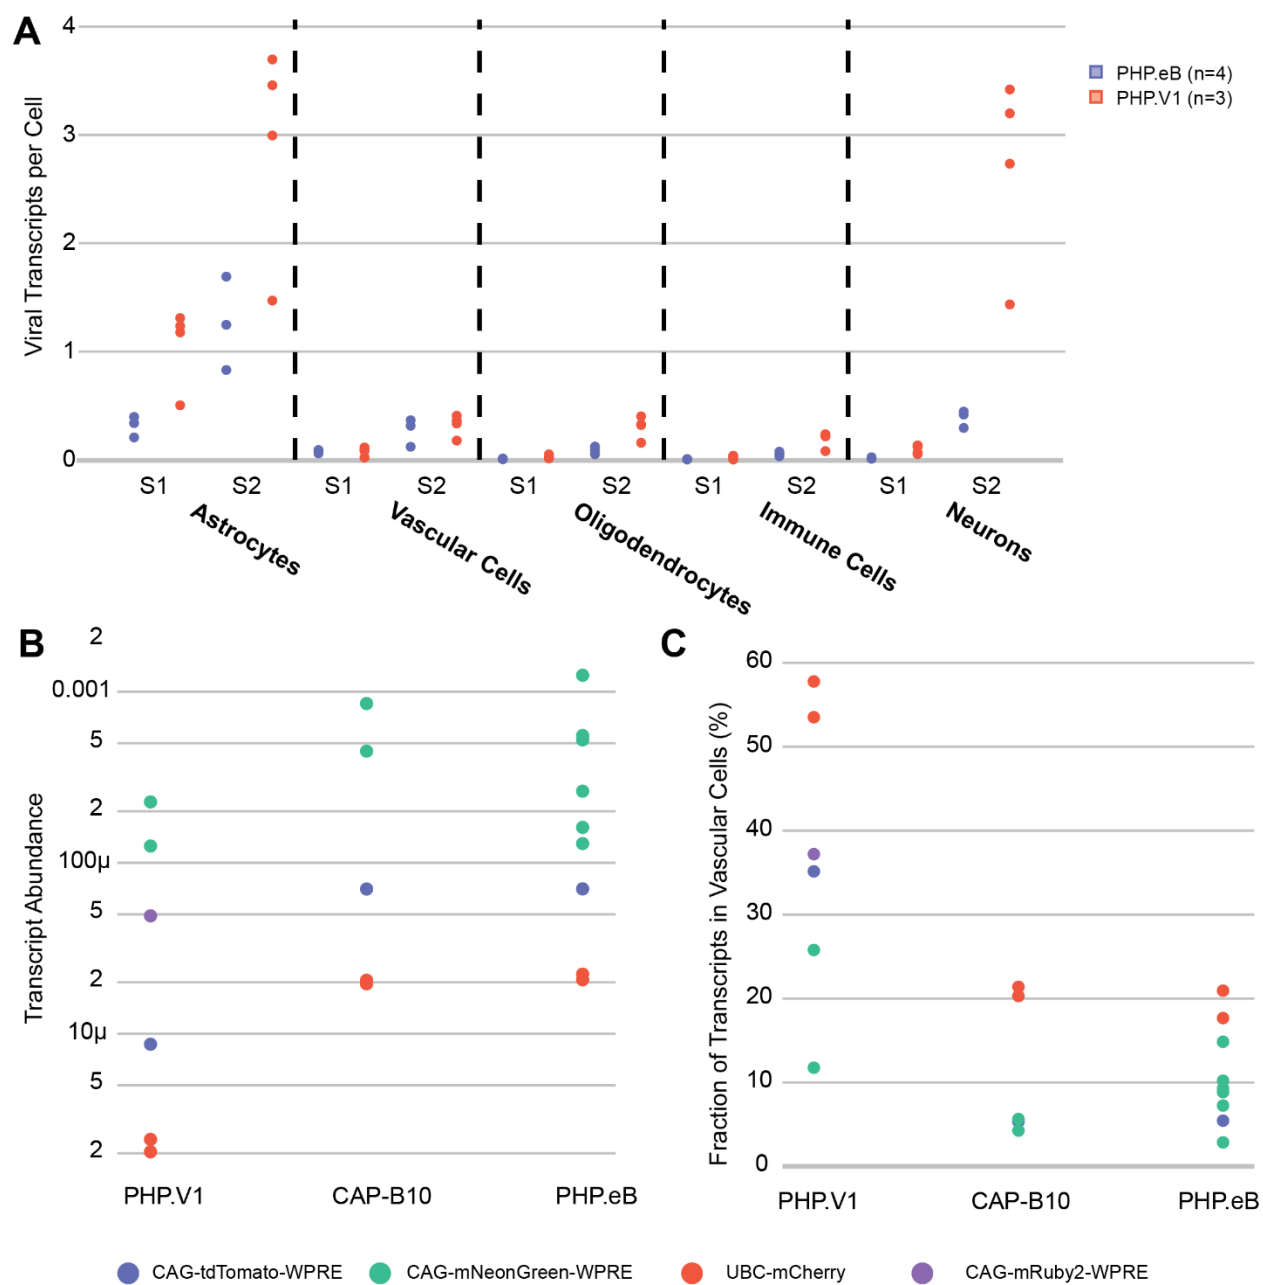 A
Viral Transcripts per Cell
4
3
2
1
0
PHP.eB (n=4)
PHP.V1 (n=3)
S1 S2 S1 S2 S1 S2 S1 S2 S1 S2
Astrocytes
Vascular Cells
Oligodendrocytes
Immune Cells
Neurons
B
Transcript Abundance
2
0.001
5
2
100µ
5
2
10µ
5
2
PHP.V1 CAP-B10 PHP.eB
C
Fraction of Transcripts in Vascular Cells (%)
60
50
40
30
20
10
0
PHP.V1 CAP-B10 PHP.eB
CAG-tdTomato-WPRE CAG-mNeonGreen-WPRE UBC-mCherry CAG-mRuby2-WPRE